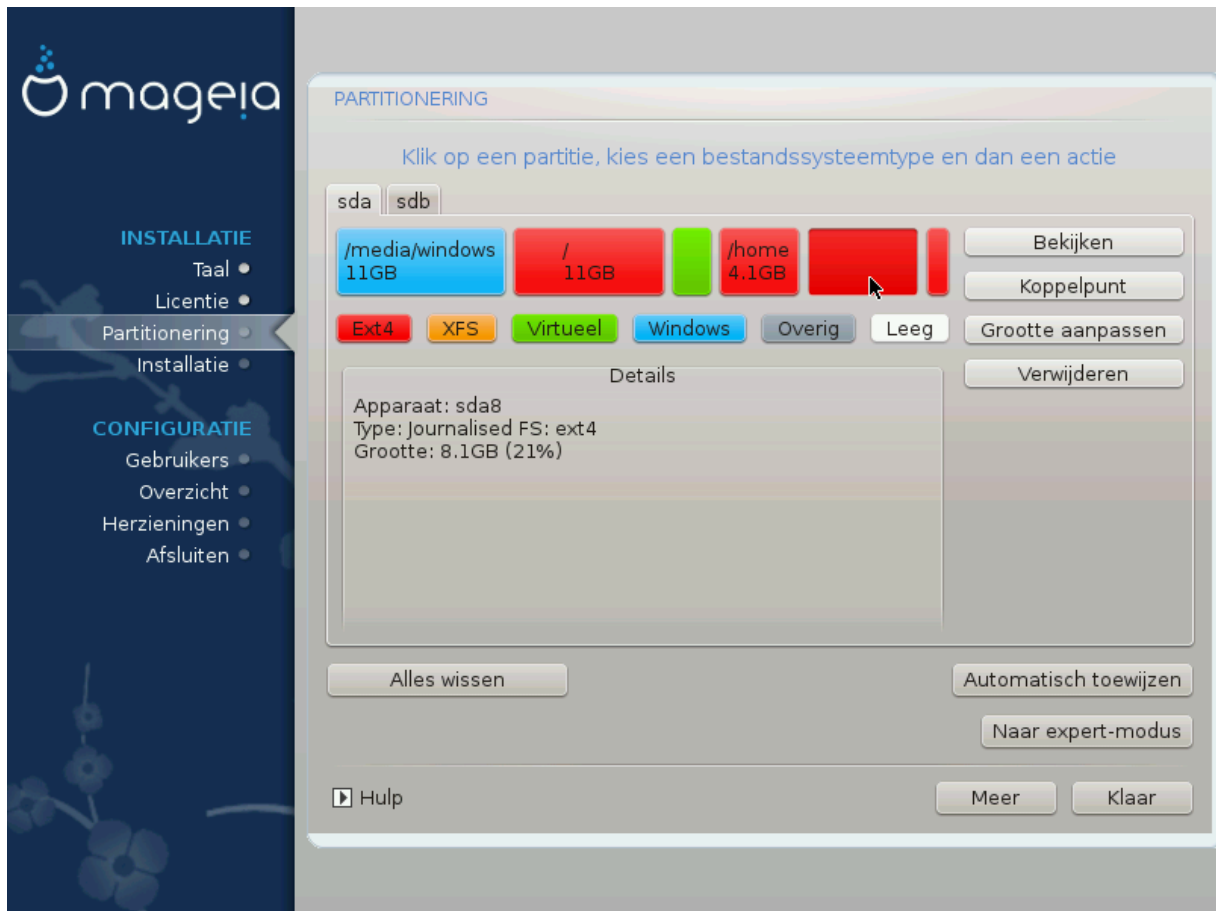 mageia
INSTALLATIE
Taal
Licentie
Partitionering
Installatie
CONFIGURATIE
Gebruikers
Overzicht
Herzieningen
Afsluiten
PARTITIONERING
Klik op een partitie, kies een bestandssysteemtype en dan een actie
sda sdb
/media/windows
11GB
/
11GB
/home
4.1GB
Ext4 XFS Virtueel Windows Overig Leeg
Details
Apparaat: sda8
Type: Journalised FS: ext4
Grootte: 8.1GB (21%)
Bekijken
Koppelpunt
Grootte aanpassen
Verwijderen
Alles wissen
Automatisch toewijzen
Naar expert-modus
Hulp
Meer
Klaar